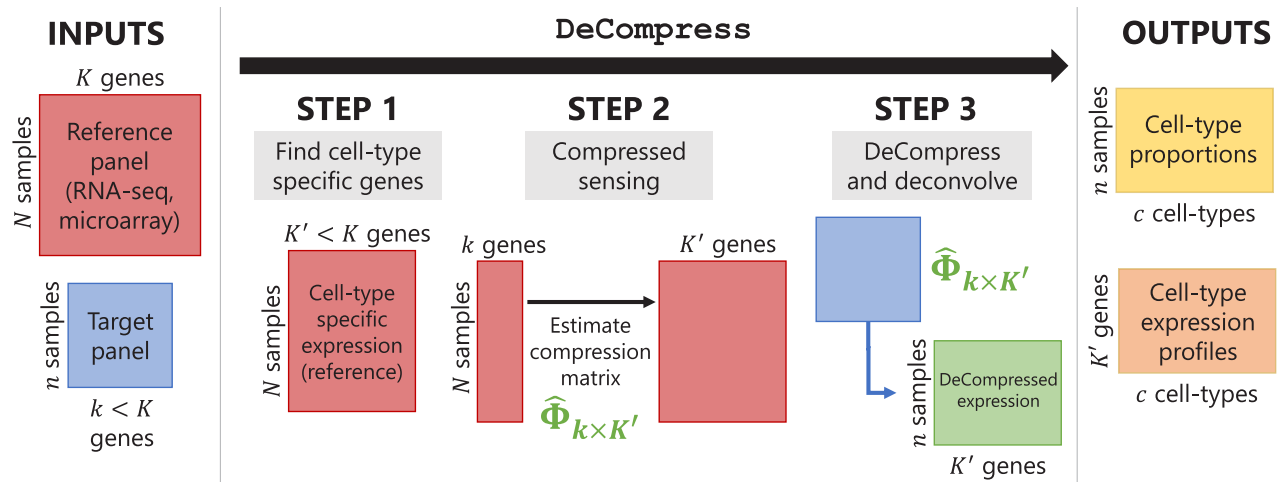 INPUTS
K genes
N samples
Reference
panel
(RNA-seq,
microarray)
n samples
Target
panel
k < K
genes
DeCompress
STEP 1
Find cell-type
specific genes
K′ < K genes
N samples
Cell-type
specific
expression
(reference)
STEP 2
Compressed
sensing
k genes
N samples
K′ genes
Estimate
compression
matrix
Φ̂k×K′
STEP 3
DeCompress
and deconvolve
Φ̂k×K′
n samples
DeCompressed
expression
K′ genes
OUTPUTS
n samples
Cell-type
proportions
c cell-types
K′ genes
Cell-type
expression
profiles
c cell-types